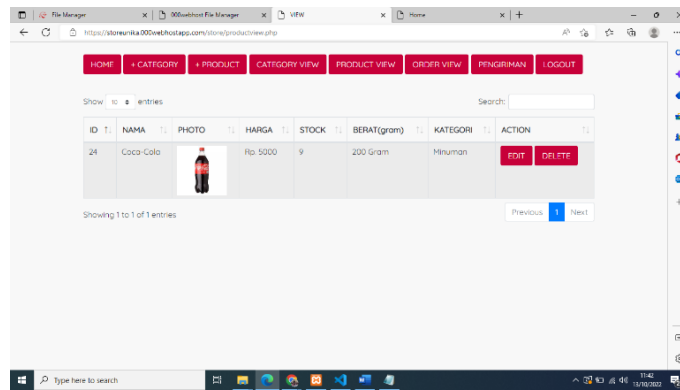 File Manager 000webhost File Manager VIEW Home
https://storeunika.000webhostapp.com/store/productview.php
HOME + CATEGORY + PRODUCT CATEGORY VIEW PRODUCT VIEW ORDER VIEW PENGIRIMAN LOGOUT
Show 10 entries Search:
ID NAMA PHOTO HARGA STOCK BERAT(gram) KATEGORI ACTION
24 Coca-Cola Rp. 5000 9 200 Gram Minuman EDIT DELETE
Showing 1 to 1 of 1 entries Previous 1 Next
Type here to search
11:42
13/10/2022